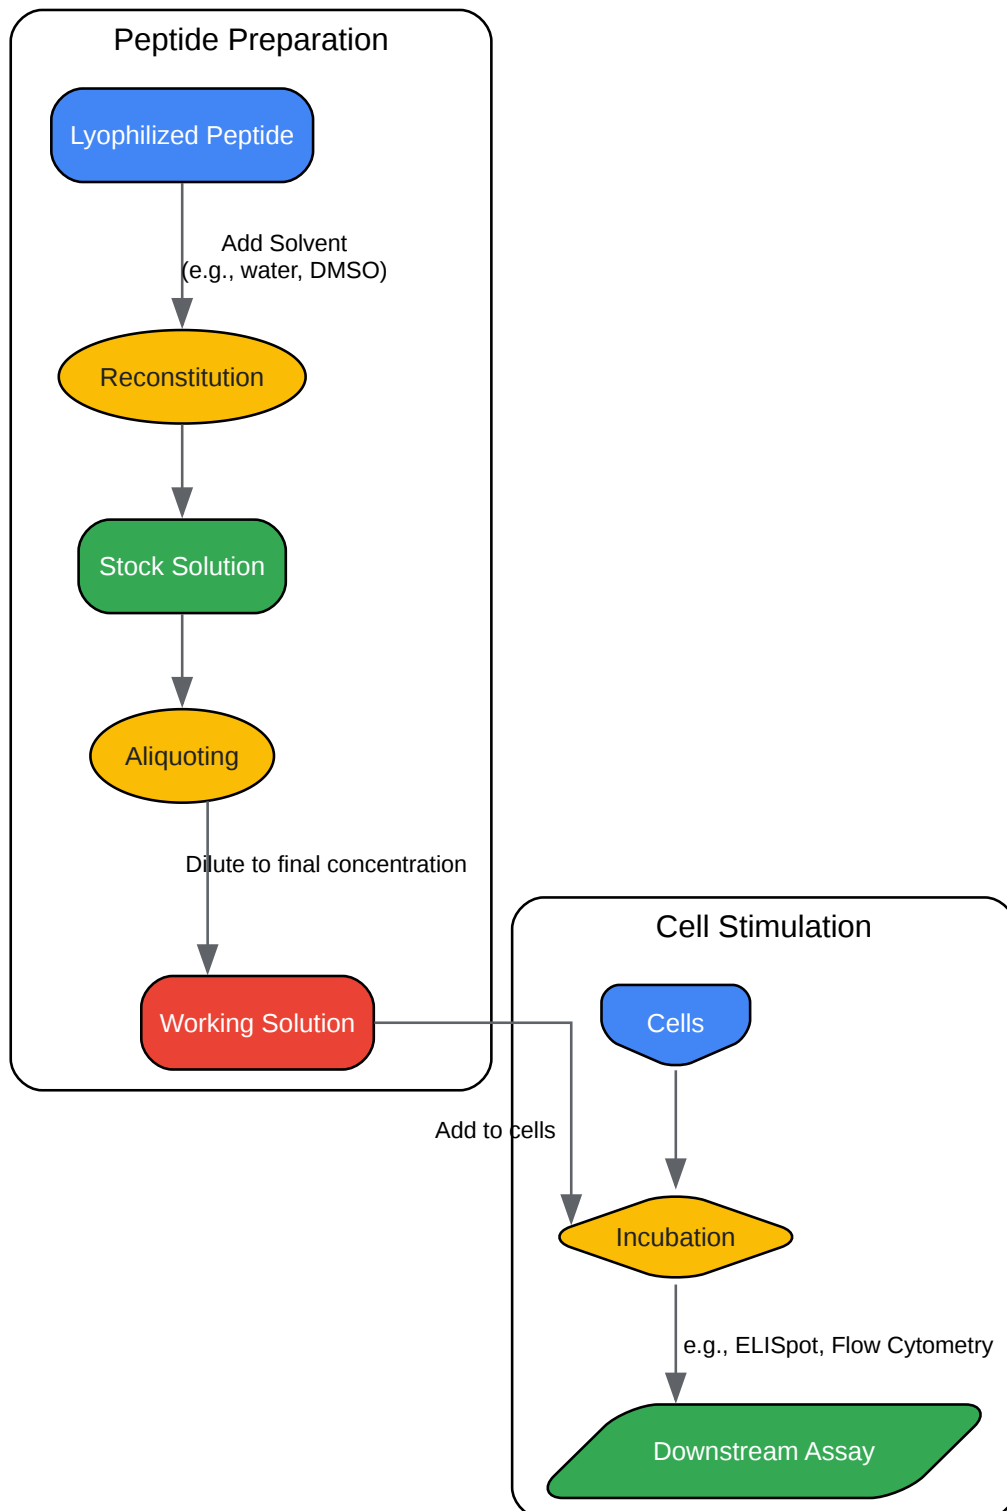 Peptide Preparation
Lyophilized Peptide
Add Solvent
(e.g., water, DMSO)
Reconstitution
Stock Solution
Aliquoting
Dilute to final concentration
Working Solution
Cell Stimulation
Cells
Add to cells
Incubation
e.g., ELISpot, Flow Cytometry
Downstream Assay